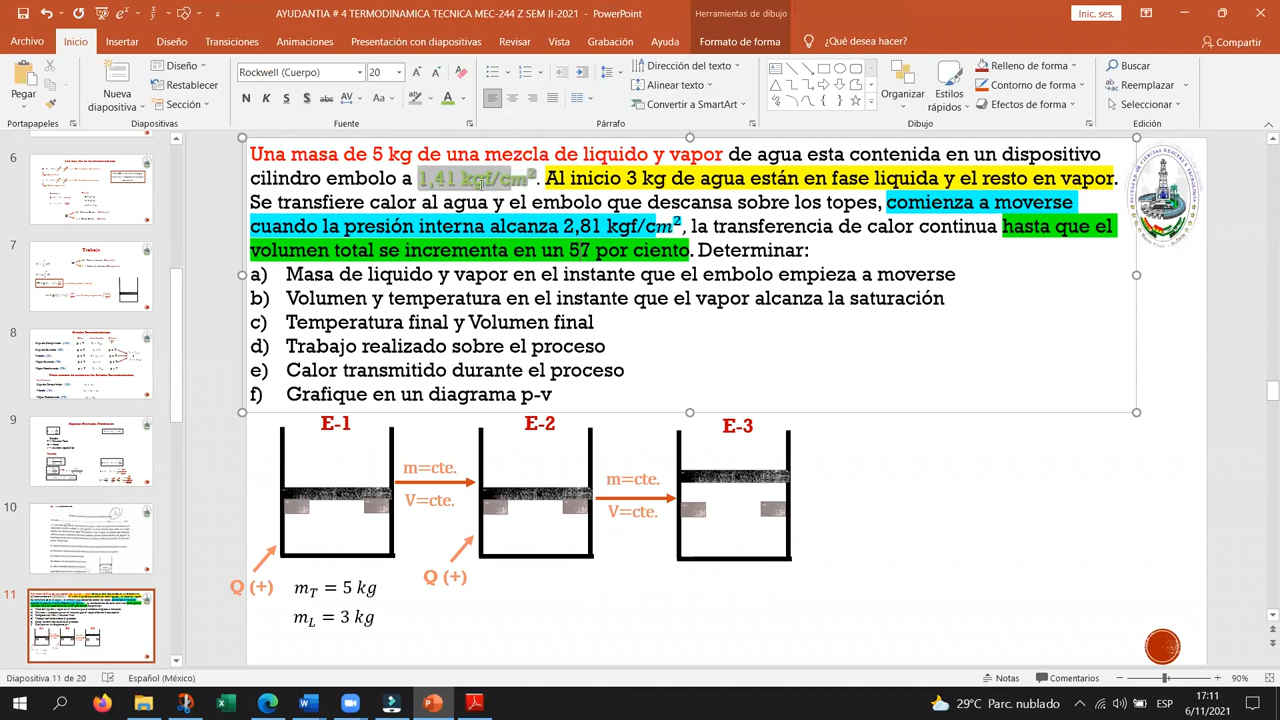 AYUDANTIA # 4 TERMODINAMICA MEC-244 Z SEM II-2021 - PowerPoint
Herramientas de dibujo
Inic. ses.
Archivo Inicio Insertar Diseño Transiciones Animaciones Presentación con diapositivas Revisar Vista Grabación Ayuda Formato de forma ¿Qué desea hacer? Compartir
Pegar
Nueva diapositiva
Diseño
Restablecer
Sección
Rockwell (Cuerpo) 20
N K S S abc AV Aa A
Dirección del texto
Alinear texto
Convertir a SmartArt
Organizar
Estilos rápidos
Relleno de forma
Contorno de forma
Efectos de forma
Buscar
Reemplazar
Seleccionar
Portapapeles Diapositivas Fuente Párrafo Dibujo Edición
6
7
Trabajo
8
9
10
11
Una masa de 5 kg de una mezcla de liquido y vapor de agua esta contenida en un dispositivo
cilindro embolo a 1,41 kgf/cm². Al inicio 3 kg de agua están en fase liquida y el resto en vapor.
Se transfiere calor al agua y el embolo que descansa sobre los topes, comienza a moverse
cuando la presión interna alcanza 2,81 kgf/cm², la transferencia de calor continua hasta que el
volumen total se incrementa en un 57 por ciento. Determinar:
a) Masa de liquido y vapor en el instante que el embolo empieza a moverse
b) Volumen y temperatura en el instante que el vapor alcanza la saturación
c) Temperatura final y Volumen final
d) Trabajo realizado sobre el proceso
e) Calor transmitido durante el proceso
f) Grafique en un diagrama p-v
E-1 E-2 E-3
m=cte.
V=cte.
m=cte.
V=cte.
Q (+) Q (+)
m_T = 5 kg
m_L = 3 kg
Diapositiva 11 de 20 Español (México) Notas Comentarios 90%
29°C Parc. nublado ESP 17:11
6/11/2021